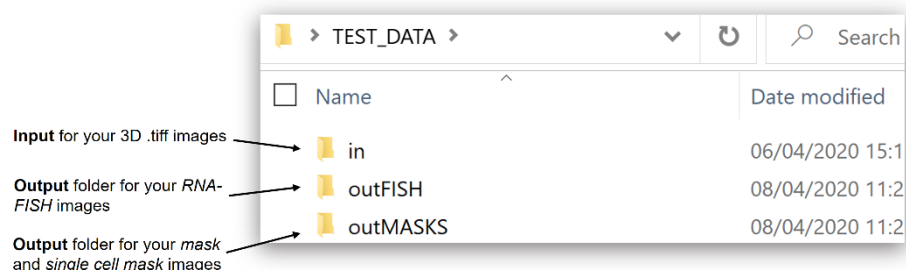 > TEST_DATA >
Search
Name
Date modified
Input for your 3D .tiff images
in
06/04/2020 15:1
Output folder for your RNA-
FISH images
outFISH
08/04/2020 11:2
Output folder for your mask
and single cell mask images
outMASKS
08/04/2020 11:2